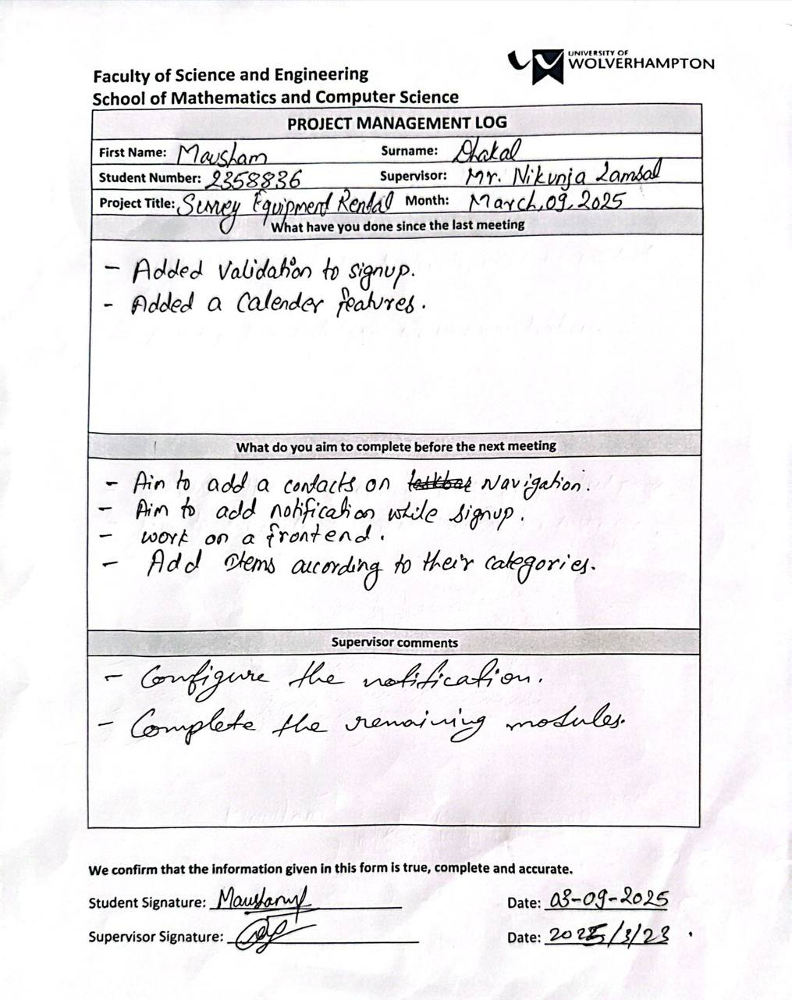 UNIVERSITY OF
WOLVERHAMPTON
Faculty of Science and Engineering
School of Mathematics and Computer Science
PROJECT MANAGEMENT LOG
First Name: Mausham Surname: Dhakal
Student Number: 2358836 Supervisor: Mr. Nikunja Lamsal
Project Title: Survey Equipment Rental Month: March, 09, 2025
What have you done since the last meeting
- Added Validation to signup.
- Added a Calender features.
What do you aim to complete before the next meeting
- Aim to add a contacts on taskbar Navigation.
- Aim to add notification while signup.
- work on a frontend.
- Add Items according to their categories.
Supervisor comments
- Configure the notification.
- Complete the remaining modules.
We confirm that the information given in this form is true, complete and accurate.
Student Signature: Mausham Date: 03-09-2025
Supervisor Signature: Date: 2025/3/23